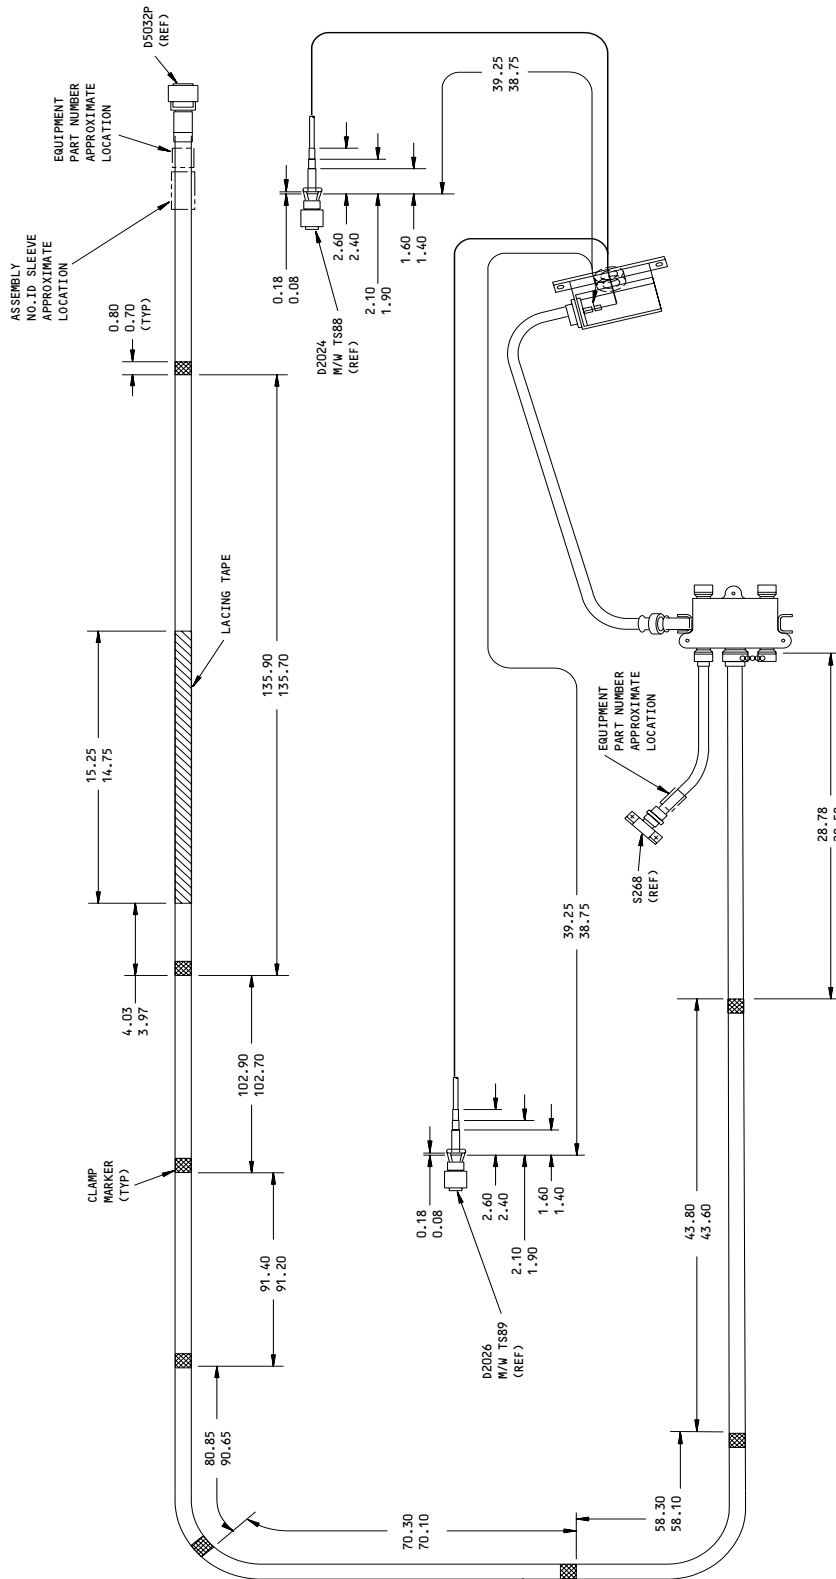 D5032P
(REF)
EQUIPMENT
PART NUMBER
APPROXIMATE
LOCATION
ASSEMBLY
NO.ID SLEEVE
APPROXIMATE
LOCATION
0.80
0.70
(TYP)
39.25
38.75
0.18
0.08
2.60
2.40
2.10
1.90
1.60
1.40
D2024
M/W TS88
(REF)
LACING TAPE
135.90
135.70
15.25
14.75
4.03
3.97
102.90
102.70
CLAMP
MARKER
(TYP)
91.40
91.20
80.85
90.65
70.30
70.10
58.30
58.10
43.80
43.60
28.78
EQUIPMENT
PART NUMBER
APPROXIMATE
LOCATION
S268
(REF)
39.25
38.75
0.18
0.08
2.60
2.40
2.10
1.90
1.60
1.40
D2026
M/W TS89
(REF)